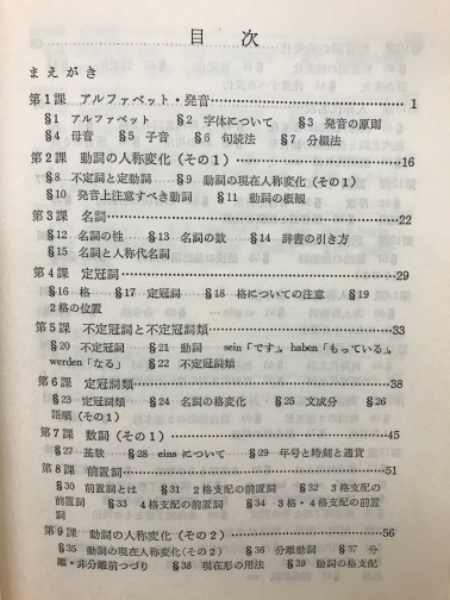 目次
まえがき
第1課 アルファベット・発音 1
§1 アルファベット §2 字体について §3 発音の原則
§4 母音 §5 子音 §6 句読法 §7 分綴法
第2課 動詞の人称変化(その1) 16
§8 不定詞と定動詞 §9 動詞の現在人称変化(その1)
§10 発音上注意すべき動詞 §11 動詞の概観
第3課 名詞 22
§12 名詞の性 §13 名詞の数 §14 辞書の引き方
§15 名詞と人称代名詞
第4課 定冠詞 29
§16 格 §17 定冠詞 §18 格についての注意 §19
2格の位置
第5課 不定冠詞と不定冠詞類 33
§20 不定冠詞 §21 動詞 sein「です」, haben「もっている」,
werden「なる」 §22 不定冠詞類
第6課 定冠詞類 38
§23 定冠詞類 §24 名詞の格変化 §25 文成分 §26
語順(その1)
第7課 数詞(その1) 45
§27 基数 §28 eins について §29 年号と時刻と通貨
第8課 前置詞 51
§30 前置詞とは §31 2格支配の前置詞 §32 3格支配の
前置詞 §33 4格支配の前置詞 §34 3格・4格支配の前置
詞
第9課 動詞の人称変化(その2) 56
§35 動詞の現在人称変化(その2) §36 分離動詞 §37 分
離・非分離前つづり §38 現在形の用法 §39 動詞の格支配